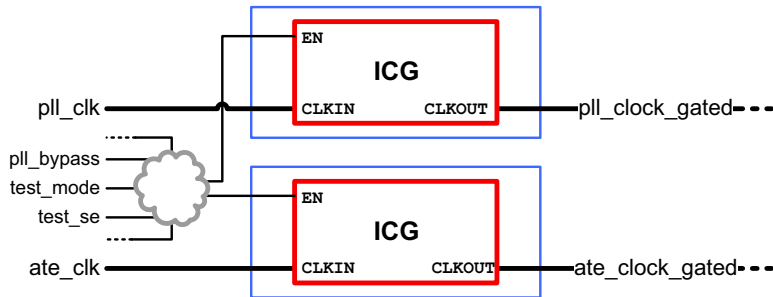 EN
ICG
pll_clk CLKIN CLKOUT pll_clock_gated
pll_bypass
test_mode
test_se
EN
ICG
ate_clk CLKIN CLKOUT ate_clock_gated